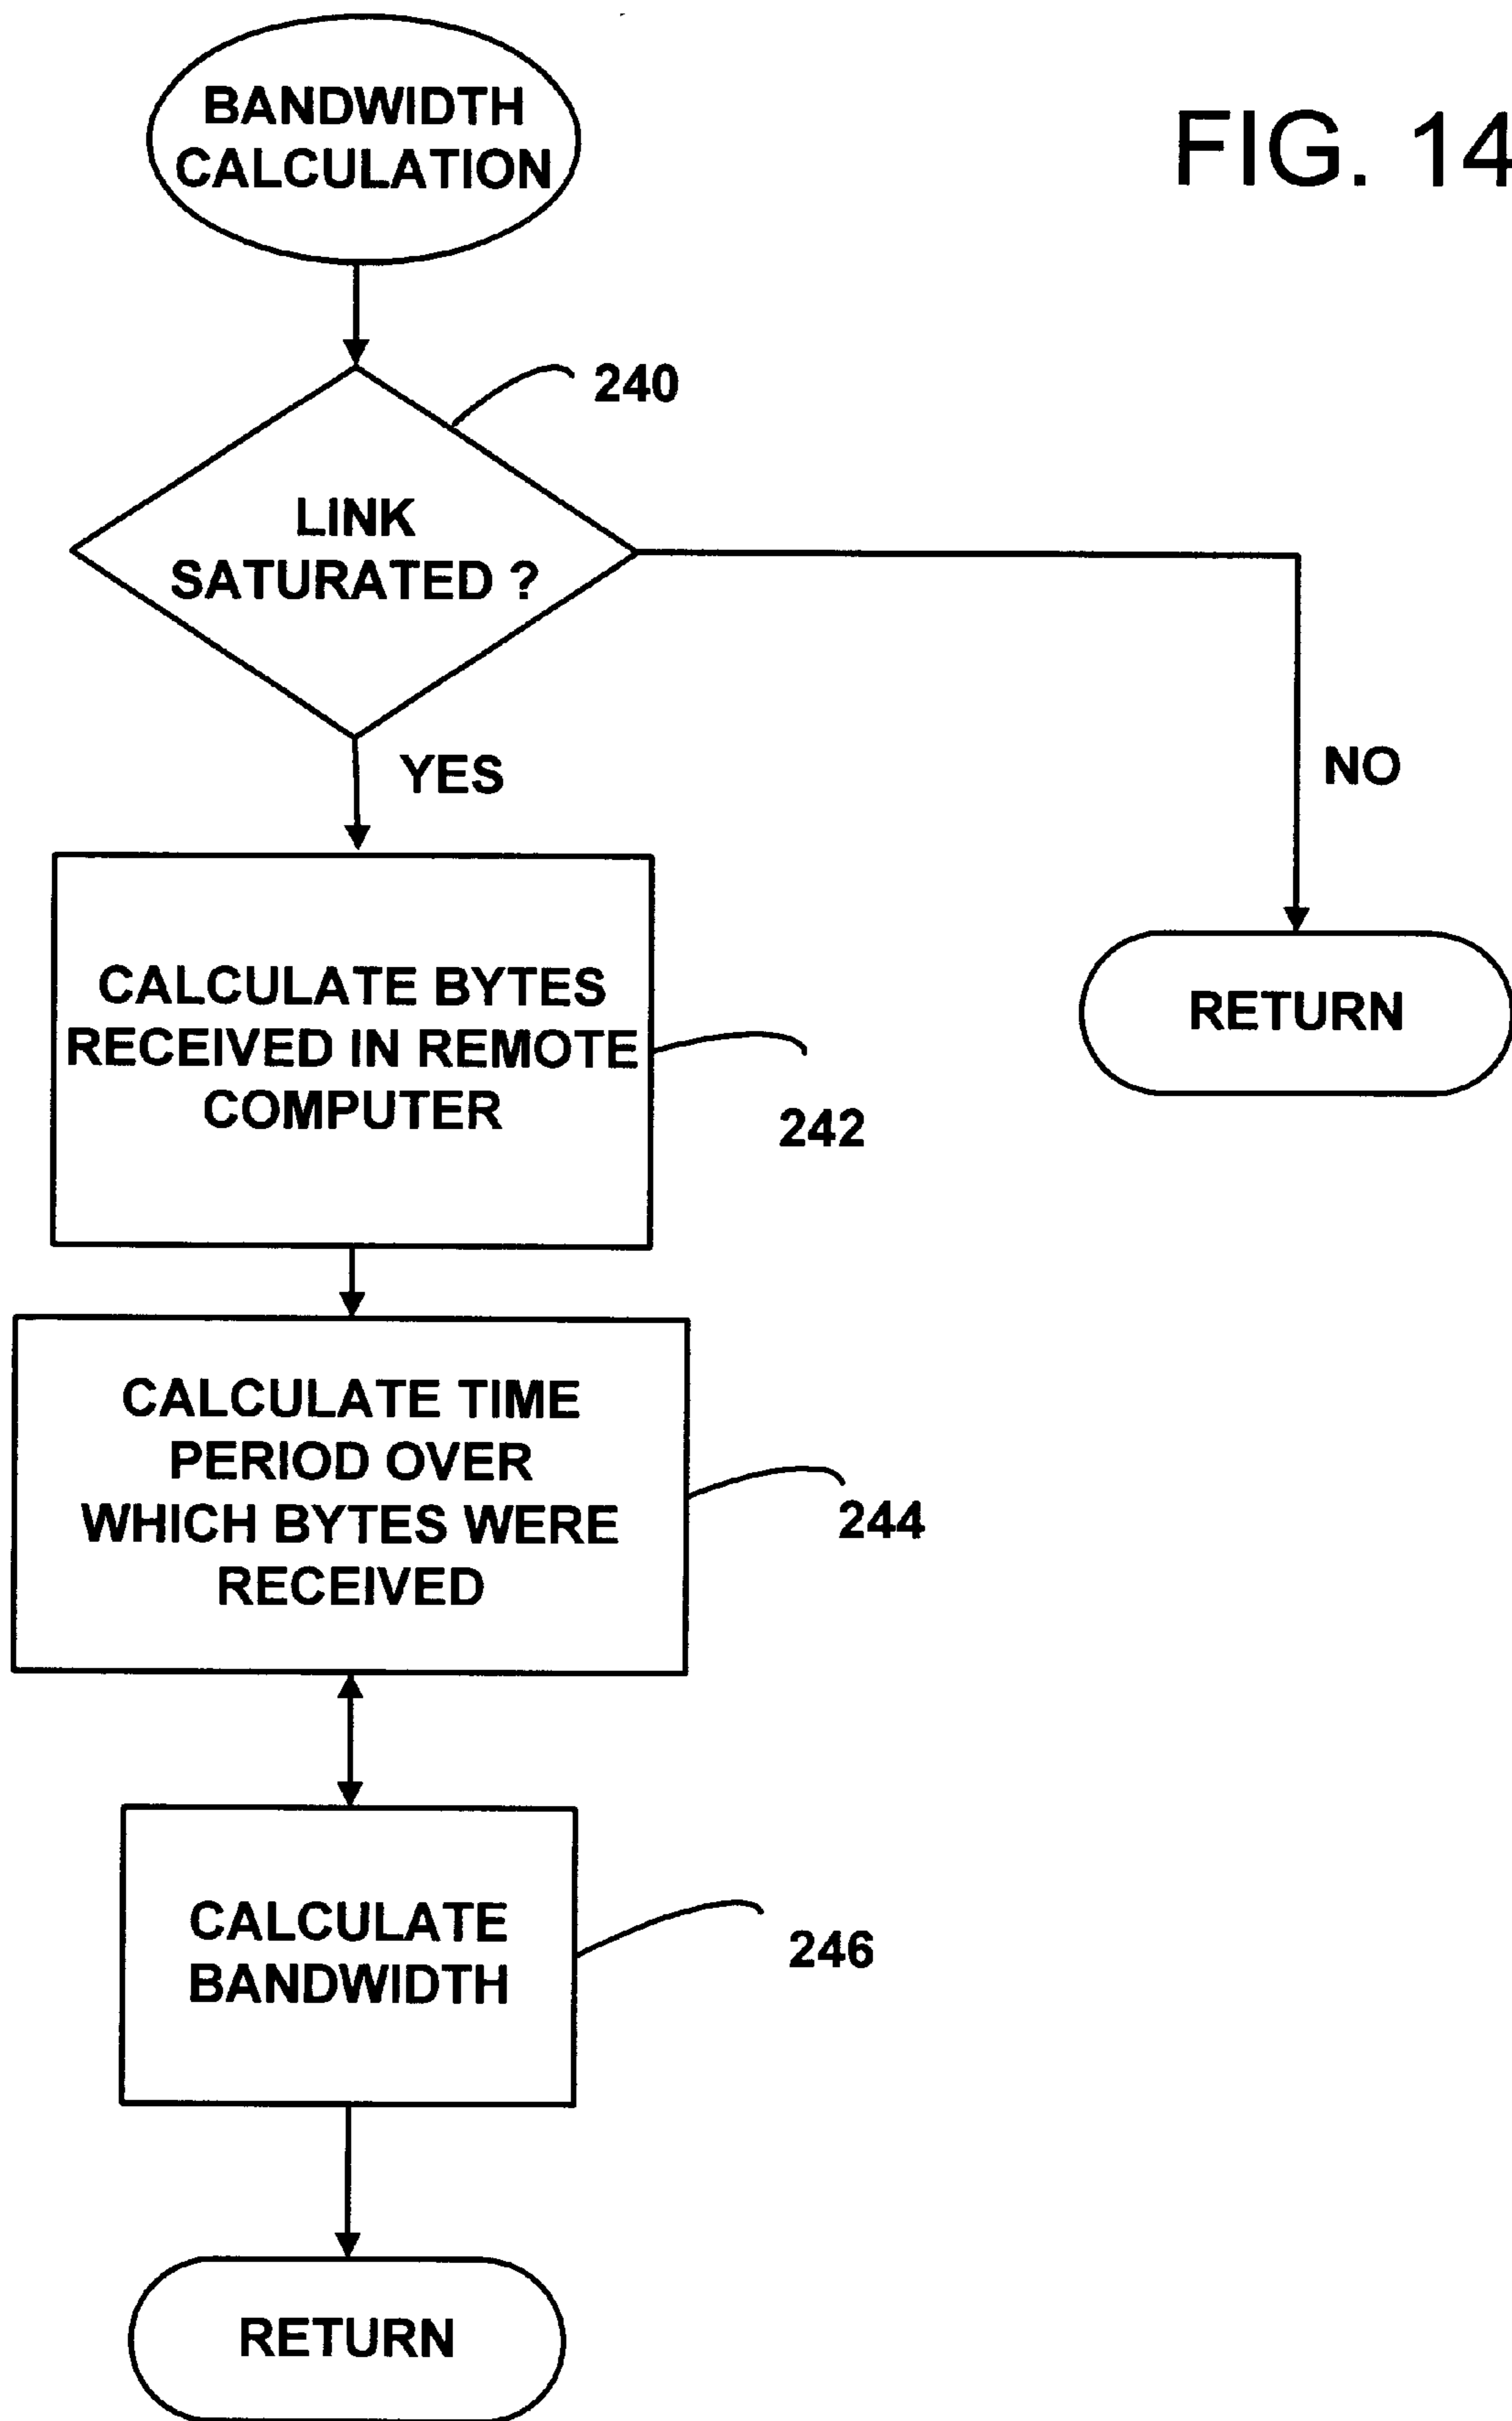 BANDWIDTH
CALCULATION
FIG. 14
240
LINK
SATURATED ?
YES
NO
CALCULATE BYTES
RECEIVED IN REMOTE
COMPUTER
242
RETURN
CALCULATE TIME
PERIOD OVER
WHICH BYTES WERE
RECEIVED
244
CALCULATE
BANDWIDTH
246
RETURN